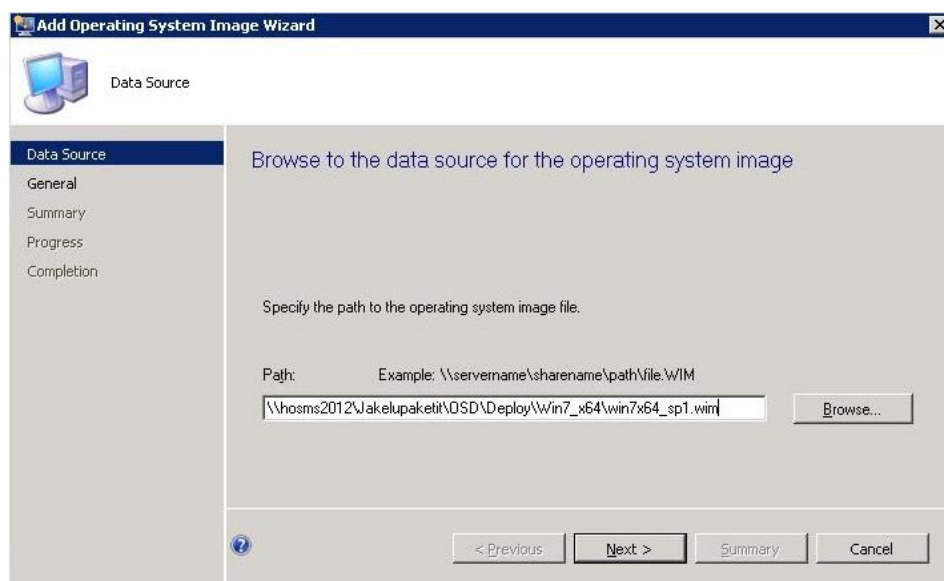 Add Operating System Image Wizard
Data Source
Data Source
General
Summary
Progress
Completion
Browse to the data source for the operating system image
Specify the path to the operating system image file.
Path: Example: \\servername\sharename\path\file.WIM
\\hosms2012\Jakelupaketit\OSD\Deploy\Win7_x64\win7x64_sp1.wim
Browse...
< Previous Next > Summary Cancel